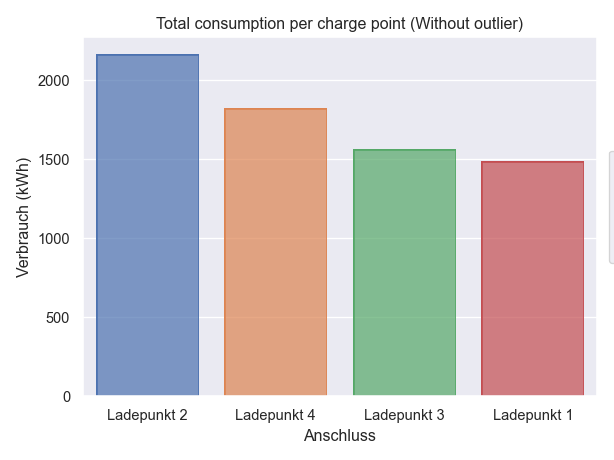 Total consumption per charge point (Without outlier)
Verbrauch (kWh)
2000
1500
1000
500
0
Ladepunkt 2
Ladepunkt 4
Ladepunkt 3
Ladepunkt 1
Anschluss